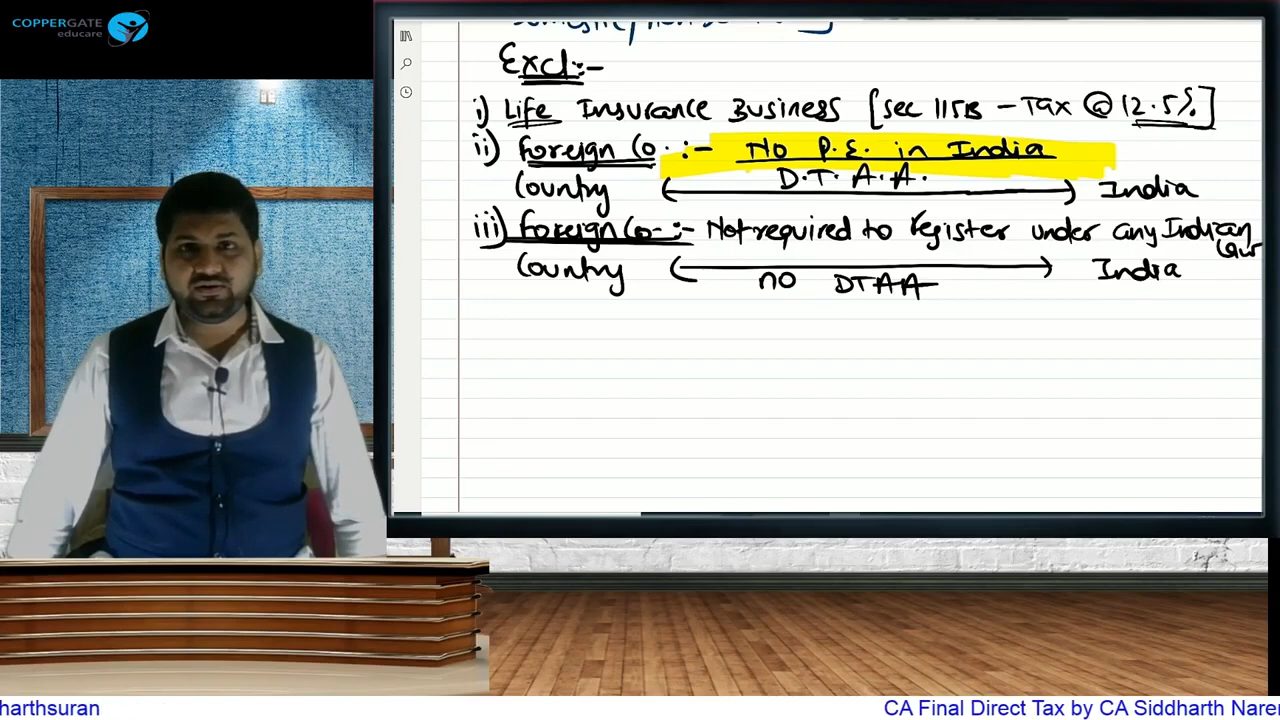 COPPERGATE
educare
Excl:-
i) Life Insurance Business [Sec 115B - Tax @ 12.5%]
ii) Foreign Co. :- No P.E. in India
Country D.T.A.A. India
iii) Foreign Co. :- Not required to register under any Indian
Country no DTAA India
harthsuran
CA Final Direct Tax by CA Siddharth Naren